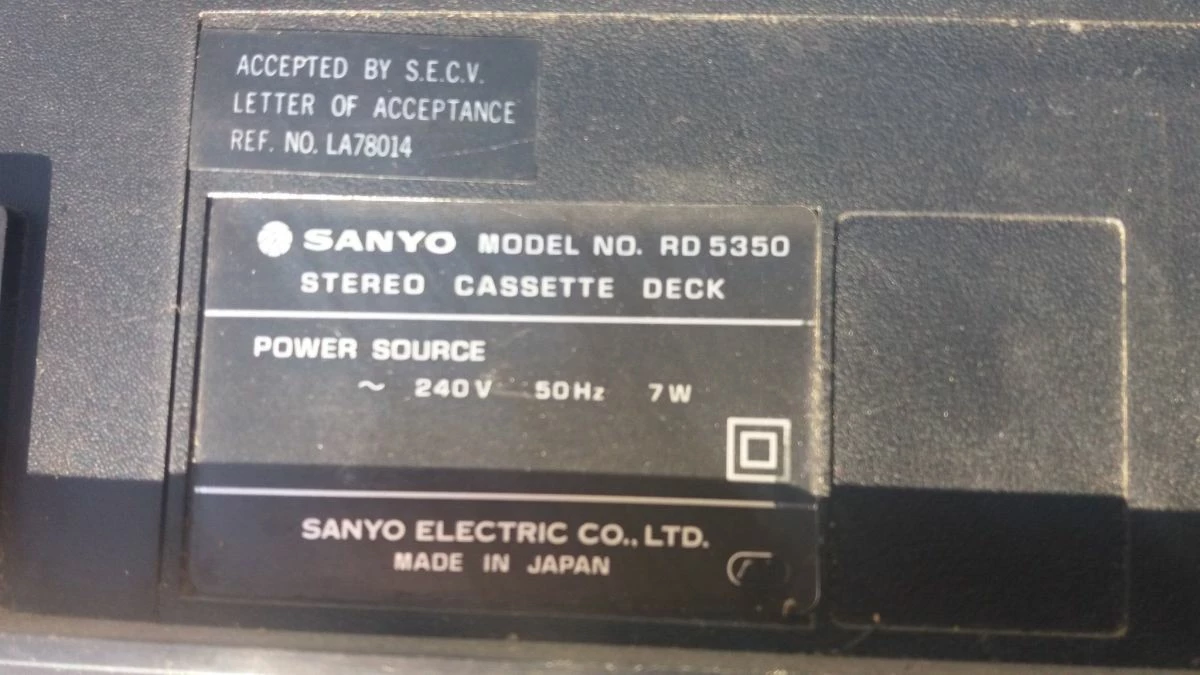 ACCEPTED BY S.E.C.V.
LETTER OF ACCEPTANCE
REF. NO. LA78014
SANYO MODEL NO. RD 5350
STEREO CASSETTE DECK
POWER SOURCE
~ 240V 50Hz 7W
SANYO ELECTRIC CO., LTD.
MADE IN JAPAN